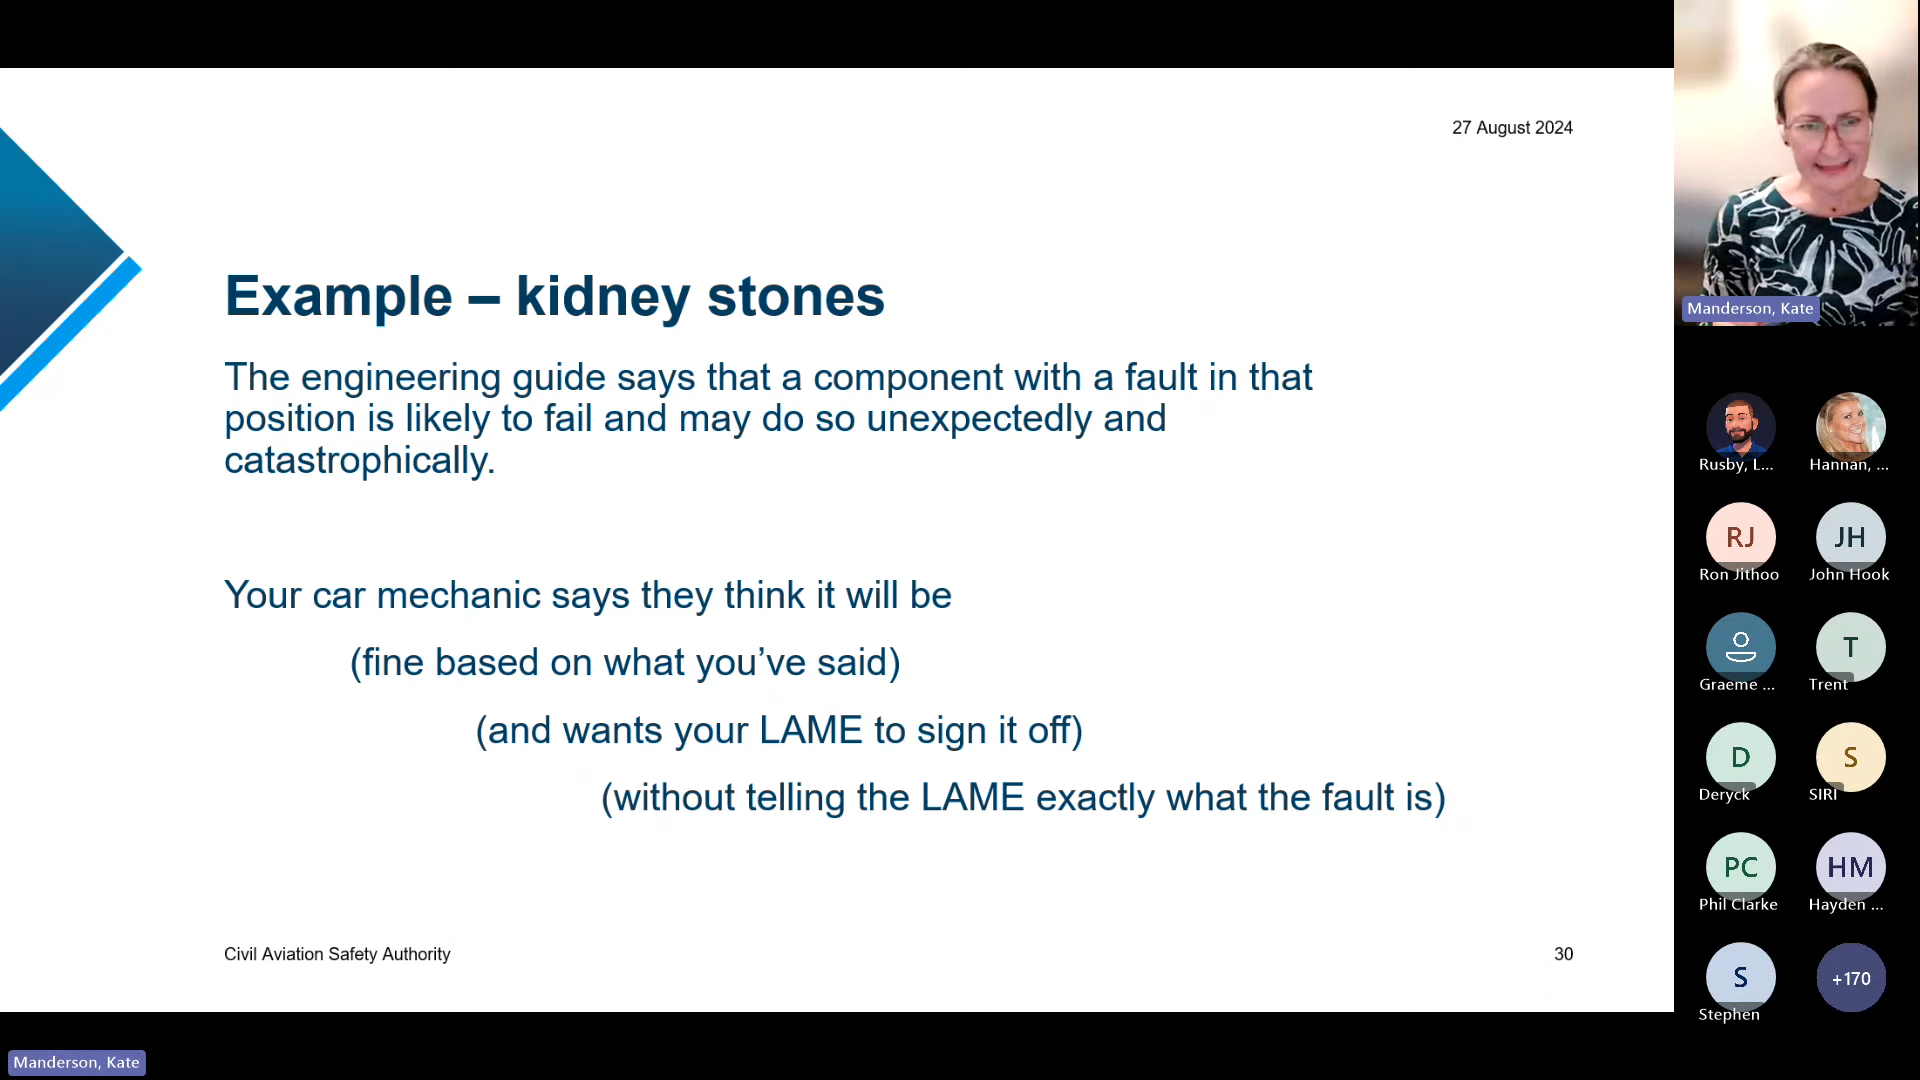 27 August 2024
Example – kidney stones
The engineering guide says that a component with a fault in that
position is likely to fail and may do so unexpectedly and
catastrophically.
Your car mechanic says they think it will be
(fine based on what you’ve said)
(and wants your LAME to sign it off)
(without telling the LAME exactly what the fault is)
Civil Aviation Safety Authority
30
Manderson, Kate
Rusby, L...
Hannan, ...
RJ
JH
Ron Jithoo
John Hook
T
Graeme ...
Trent
D
S
Deryck
SIRI
PC
HM
Phil Clarke
Hayden ...
S
+170
Stephen
Manderson, Kate